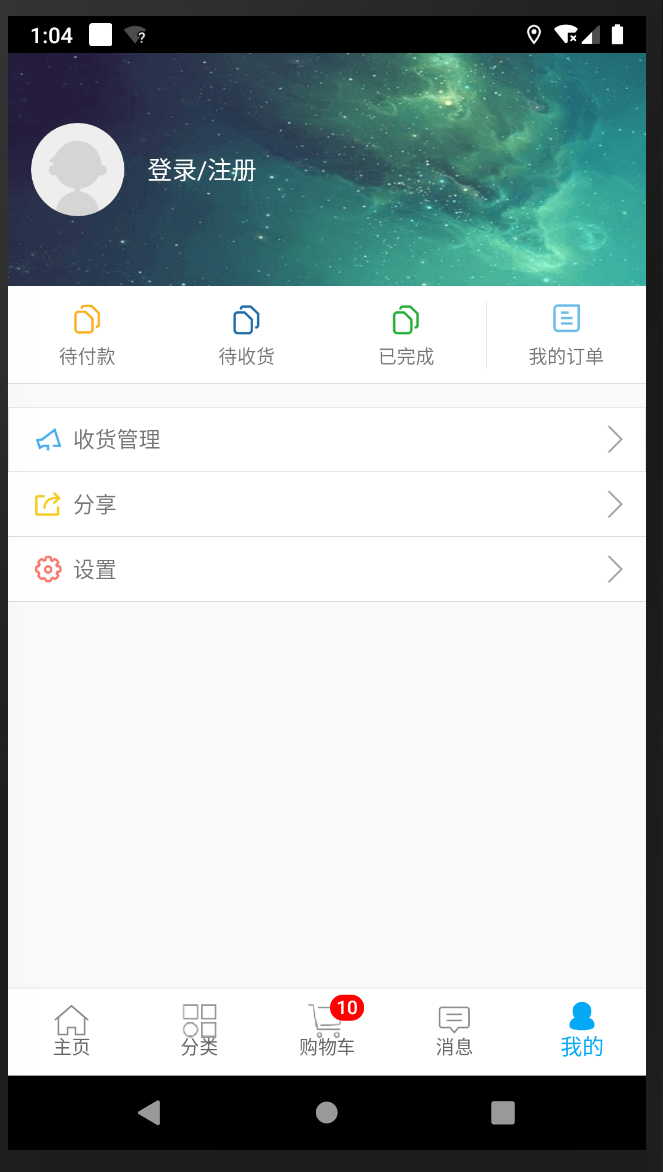 1:04
登录/注册
待付款
待收货
已完成
我的订单
收货管理
分享
设置
10
主页
分类
购物车
消息
我的